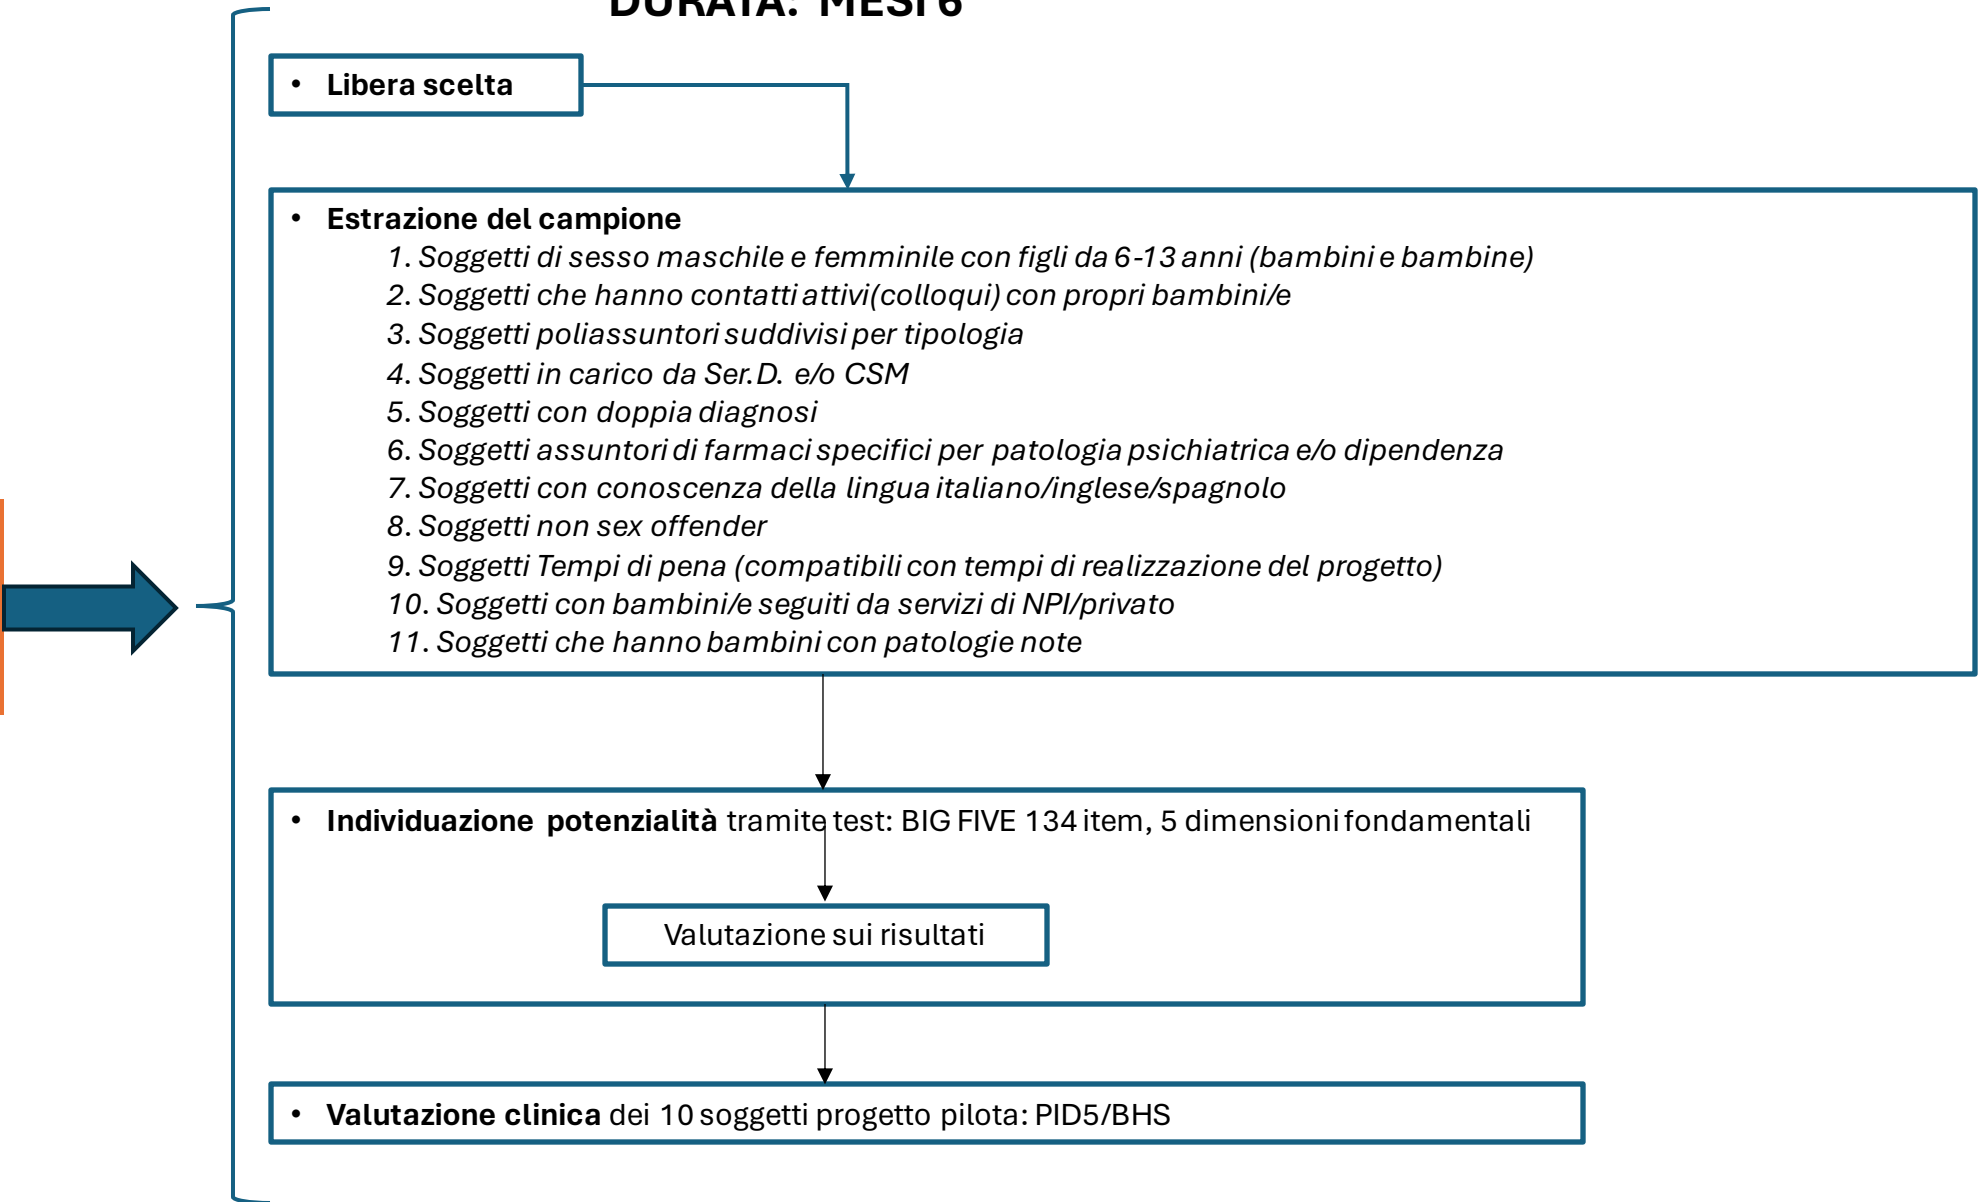 DURATA: MESI 6
• Libera scelta
• Estrazione del campione
1. Soggetti di sesso maschile e femminile con figli da 6-13 anni (bambini e bambine)
2. Soggetti che hanno contatti attivi(colloqui) con propri bambini/e
3. Soggetti poliassuntori suddivisi per tipologia
4. Soggetti in carico da Ser.D. e/o CSM
5. Soggetti con doppia diagnosi
6. Soggetti assuntori di farmaci specifici per patologia psichiatrica e/o dipendenza
7. Soggetti con conoscenza della lingua italiano/inglese/spagnolo
8. Soggetti non sex offender
9. Soggetti Tempi di pena (compatibili con tempi di realizzazione del progetto)
10. Soggetti con bambini/e seguiti da servizi di NPI/privato
11. Soggetti che hanno bambini con patologie note
• Individuazione potenzialità tramite test: BIG FIVE 134 item, 5 dimensioni fondamentali
Valutazione sui risultati
• Valutazione clinica dei 10 soggetti progetto pilota: PID5/BHS